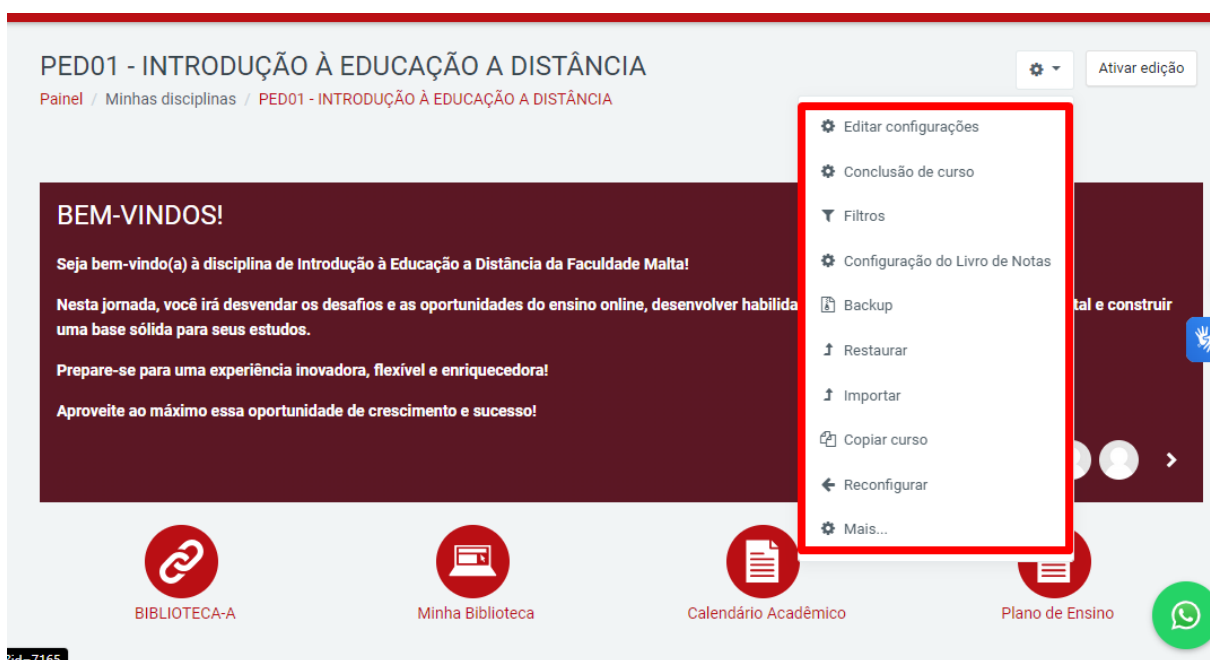 PED01 - INTRODUÇÃO À EDUCAÇÃO A DISTÂNCIA
Ativar edição
Painel / Minhas disciplinas / PED01 - INTRODUÇÃO À EDUCAÇÃO A DISTÂNCIA
Editar configurações
Conclusão de curso
Filtros
Configuração do Livro de Notas
Backup
Restaurar
Importar
Copiar curso
Reconfigurar
Mais...
BEM-VINDOS!
Seja bem-vindo(a) à disciplina de Introdução à Educação a Distância da Faculdade Malta!
Nesta jornada, você irá desvendar os desafios e as oportunidades do ensino online, desenvolver e construir
uma base sólida para seus estudos.
Prepare-se para uma experiência inovadora, flexível e enriquecedora!
Aproveite ao máximo essa oportunidade de crescimento e sucesso!
BIBLIOTECA-A
Minha Biblioteca
Calendário Acadêmico
Plano de Ensino